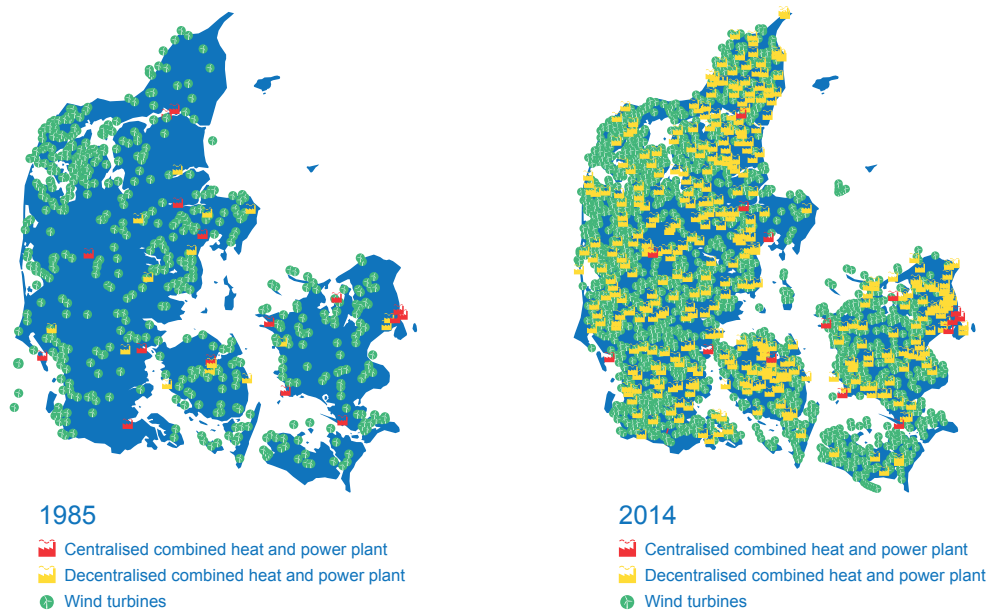 1985
Centralised combined heat and power plant
Decentralised combined heat and power plant
Wind turbines
2014
Centralised combined heat and power plant
Decentralised combined heat and power plant
Wind turbines